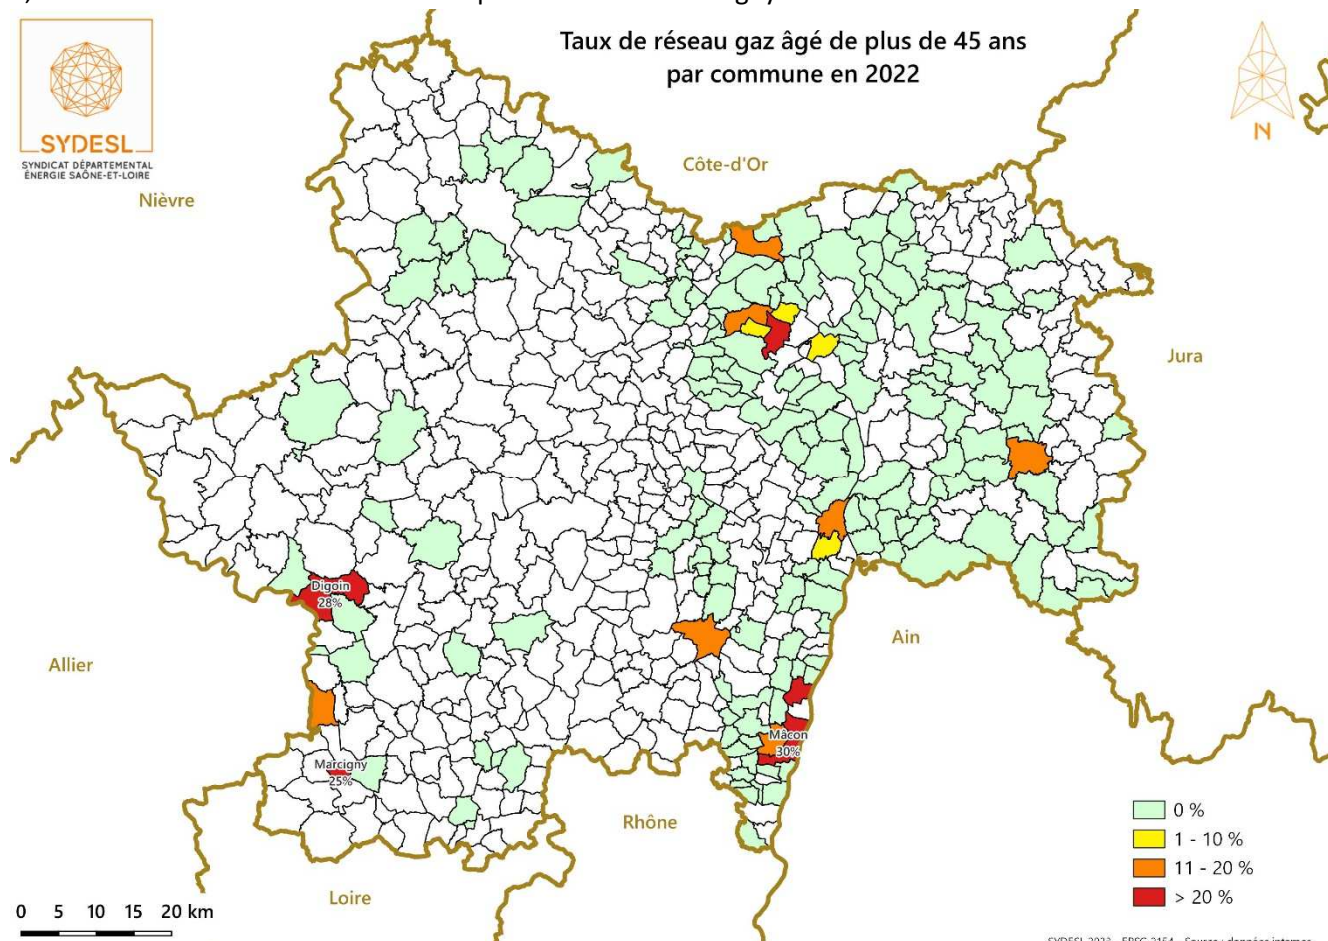 Taux de réseau gaz âgé de plus de 45 ans
par commune en 2022
SYDESL
SYNDICAT DÉPARTEMENTAL
ÉNERGIE SAÔNE-ET-LOIRE
N
Côte-d'Or
Nièvre
Jura
Digoin
28%
Ain
Allier
Mâcon
30%
Marcigny
25%
Rhône
Loire
0 %
1 - 10 %
11 - 20 %
> 20 %
0 5 10 15 20 km